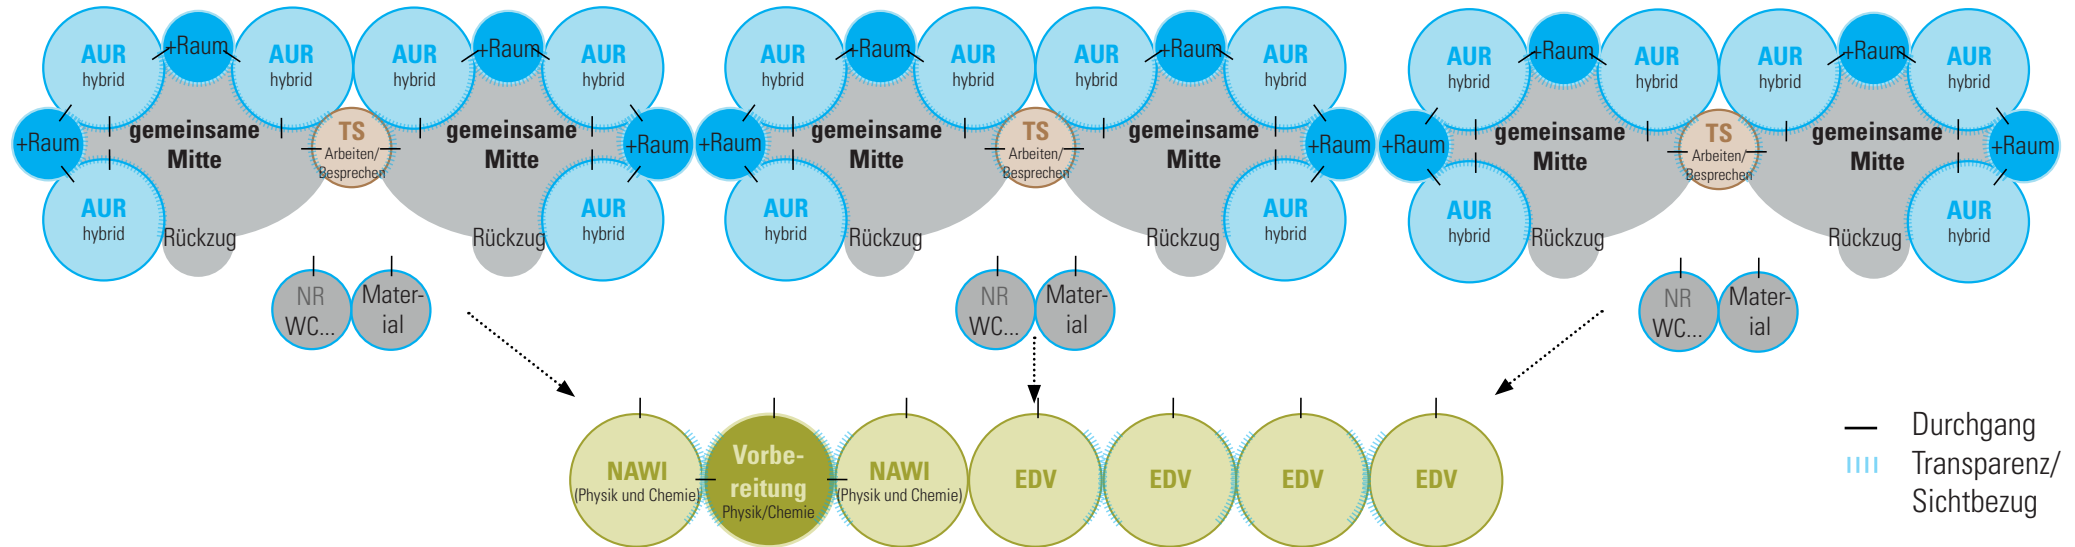 +Raum
+Raum
+Raum
+Raum
+Raum
+Raum
AUR
hybrid
AUR
hybrid
AUR
hybrid
AUR
hybrid
AUR
hybrid
AUR
hybrid
AUR
hybrid
AUR
hybrid
AUR
hybrid
AUR
hybrid
AUR
hybrid
AUR
hybrid
+Raum
gemeinsame
Mitte
TS
Arbeiten/
Besprechen
gemeinsame
Mitte
+Raum
+Raum
gemeinsame
Mitte
TS
Arbeiten/
Besprechen
gemeinsame
Mitte
+Raum
+Raum
gemeinsame
Mitte
TS
Arbeiten/
Besprechen
gemeinsame
Mitte
+Raum
AUR
hybrid
Rückzug
Rückzug
AUR
hybrid
AUR
hybrid
Rückzug
Rückzug
AUR
hybrid
AUR
hybrid
Rückzug
Rückzug
AUR
hybrid
NR
WC...
Mater-
ial
NR
WC...
Mater-
ial
NR
WC...
Mater-
ial
NAWI
(Physik und Chemie)
Vorbe-
reitung
Physik/Chemie
NAWI
(Physik und Chemie)
EDV
EDV
EDV
EDV
Durchgang
Transparenz/
Sichtbezug